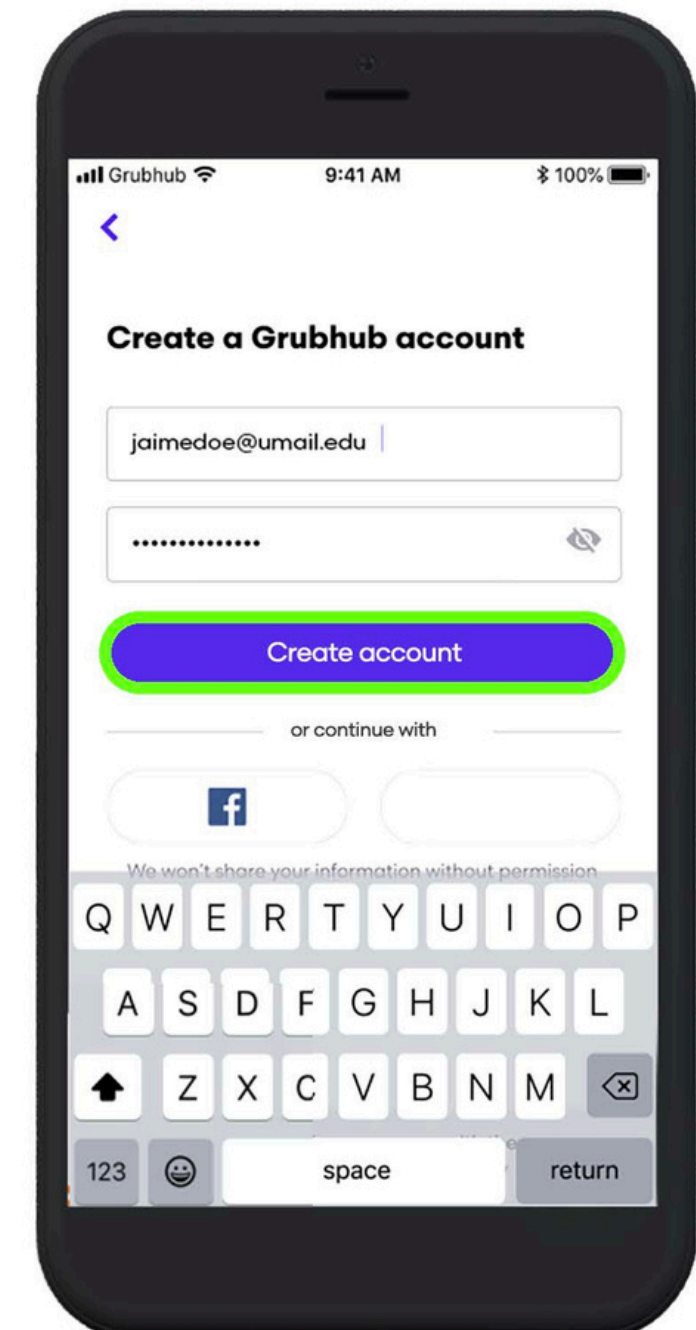 Grubhub 9:41 AM 100%
Create a Grubhub account
jaimedoe@umail.edu
••••••••••••••
Create account
or continue with
f
We won't share your information without permission
Q W E R T Y U I O P
A S D F G H J K L
Z X C V B N M
123 space return